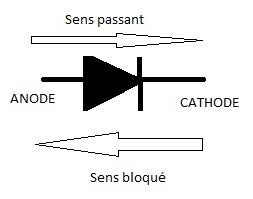 Sens passant
ANODE
CATHODE
Sens bloqué